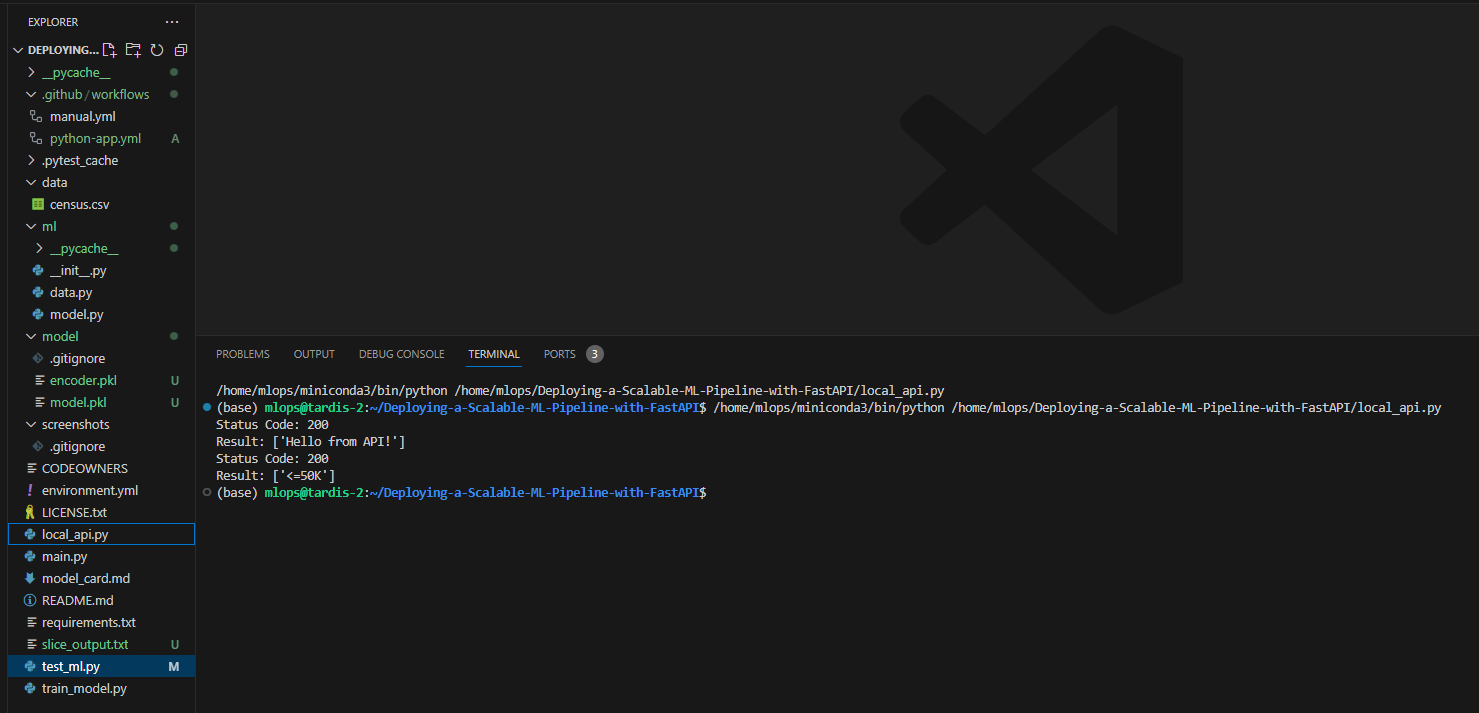 EXPLORER
DEPLOYING...
__pycache__
.github / workflows
manual.yml
python-app.yml A
.pytest_cache
data
census.csv
ml
__pycache__
__init__.py
data.py
model.py
model
.gitignore
encoder.pkl U
model.pkl U
screenshots
.gitignore
CODEOWNERS
environment.yml
LICENSE.txt
local_api.py
main.py
model_card.md
README.md
requirements.txt
slice_output.txt U
test_ml.py M
train_model.py
PROBLEMS OUTPUT DEBUG CONSOLE TERMINAL PORTS 3
/home/mlops/miniconda3/bin/python /home/mlops/Deploying-a-Scalable-ML-Pipeline-with-FastAPI/local_api.py
(base) mlops@tardis-2:~/Deploying-a-Scalable-ML-Pipeline-with-FastAPI$ /home/mlops/miniconda3/bin/python /home/mlops/Deploying-a-Scalable-ML-Pipeline-with-FastAPI/local_api.py
Status Code: 200
Result: ['Hello from API!']
Status Code: 200
Result: ['<=50K']
(base) mlops@tardis-2:~/Deploying-a-Scalable-ML-Pipeline-with-FastAPI$